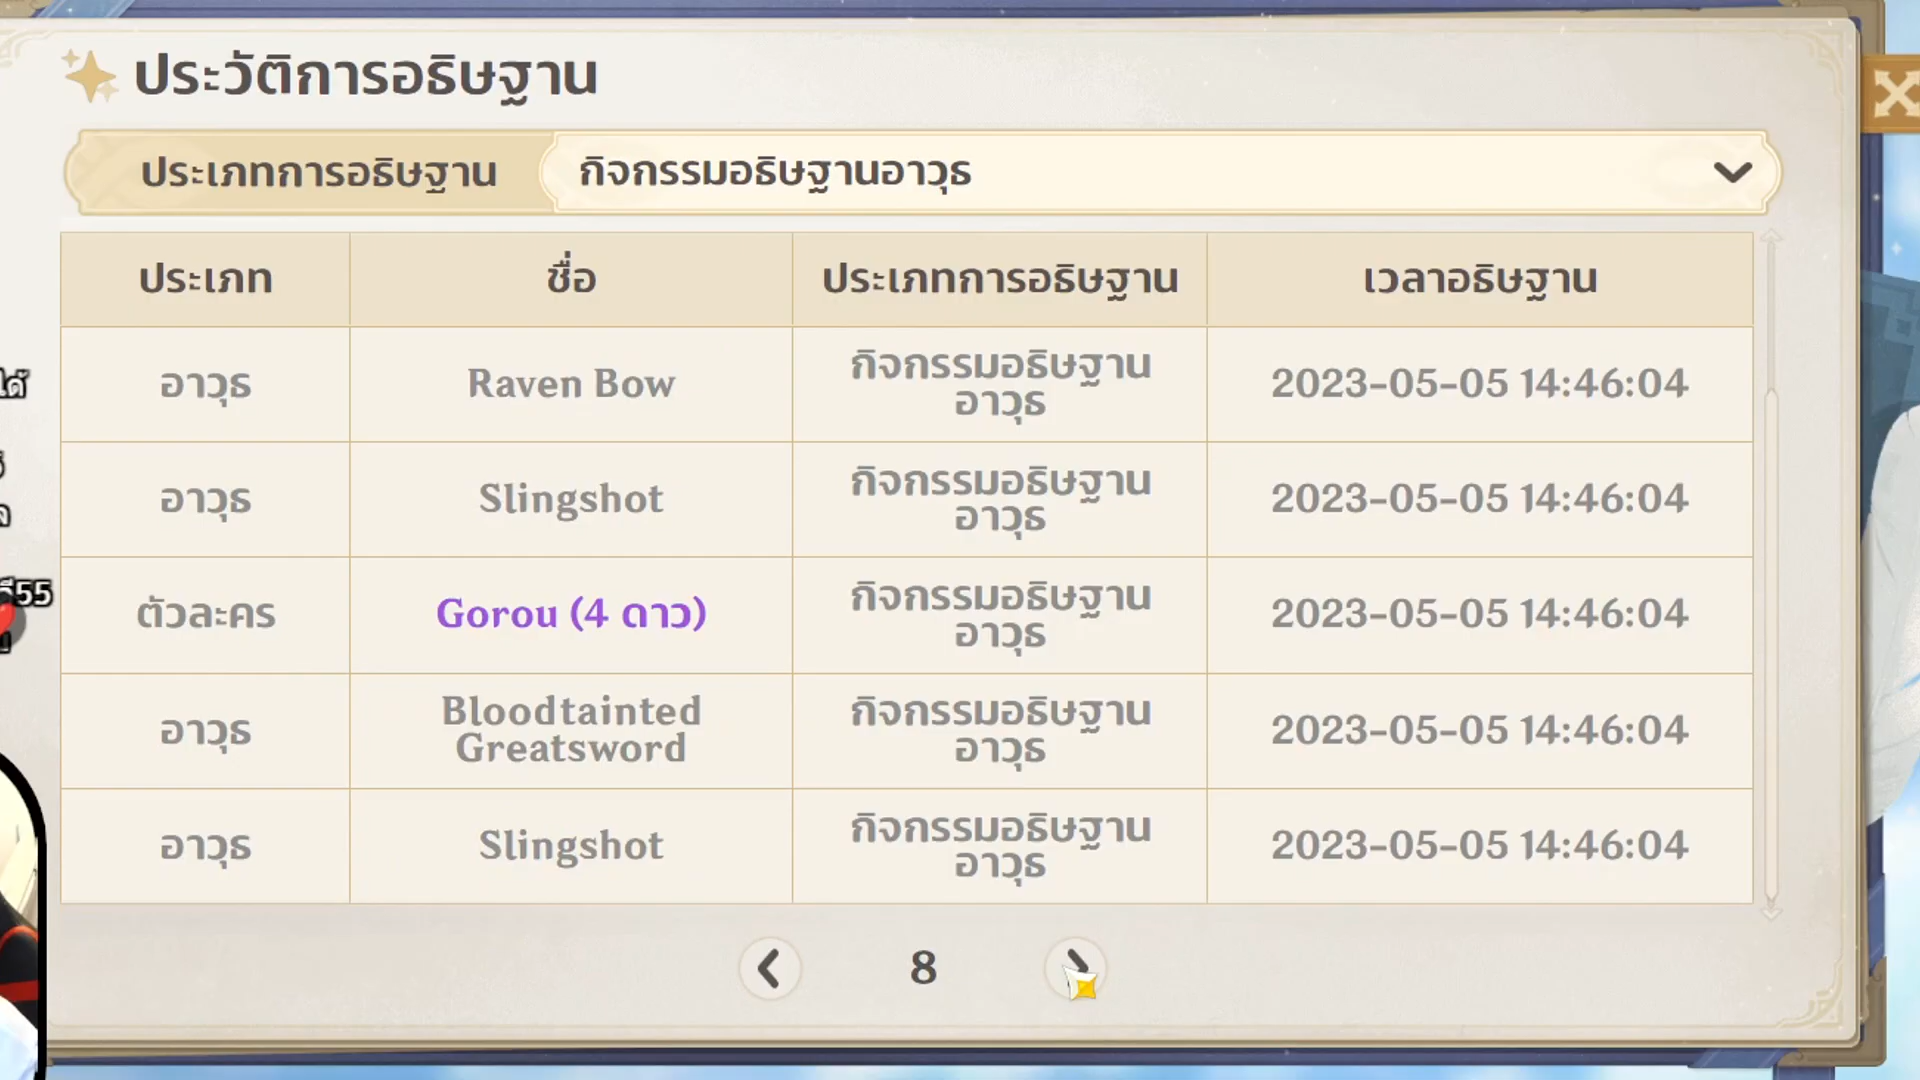 ประวัติการอธิษฐาน
ประเภทการอธิษฐาน กิจกรรมอธิษฐานอาวุธ
ประเภท ชื่อ ประเภทการอธิษฐาน เวลาอธิษฐาน
อาวุธ Raven Bow กิจกรรมอธิษฐาน
อาวุธ 2023-05-05 14:46:04
อาวุธ Slingshot กิจกรรมอธิษฐาน
อาวุธ 2023-05-05 14:46:04
ตัวละคร Gorou (4 ดาว) กิจกรรมอธิษฐาน
อาวุธ 2023-05-05 14:46:04
อาวุธ Bloodtainted
Greatsword กิจกรรมอธิษฐาน
อาวุธ 2023-05-05 14:46:04
อาวุธ Slingshot กิจกรรมอธิษฐาน
อาวุธ 2023-05-05 14:46:04
8